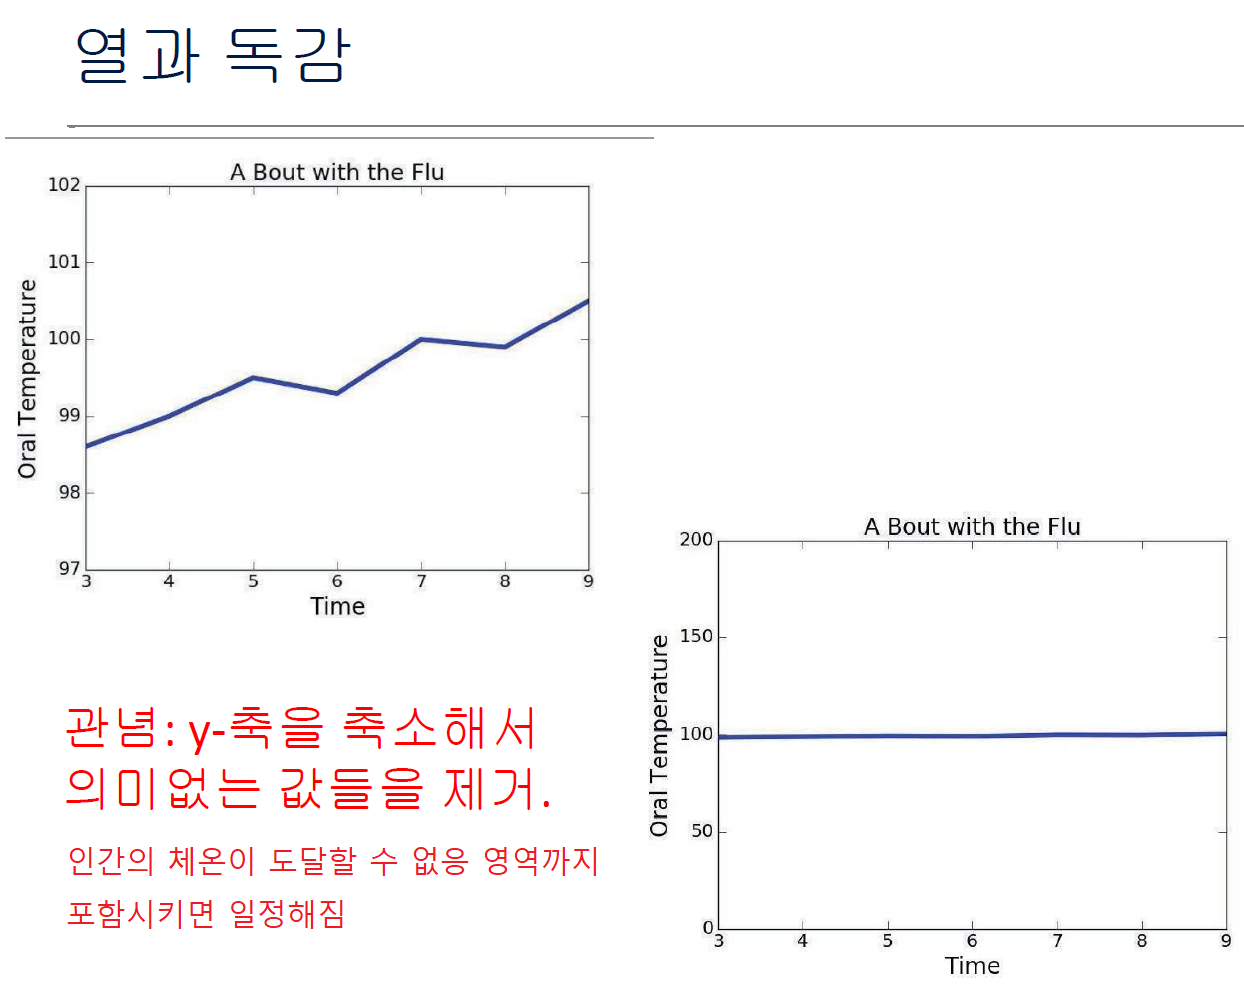 열과 독감
A Bout with the Flu
102
101
100
99
98
97
Oral Temperature
3 4 5 6 7 8 9
Time
관념: y-축을 축소해서
의미없는 값들을 제거.
인간의 체온이 도달할 수 없응 영역까지
포함시키면 일정해짐
A Bout with the Flu
200
150
100
50
0
Oral Temperature
3 4 5 6 7 8 9
Time